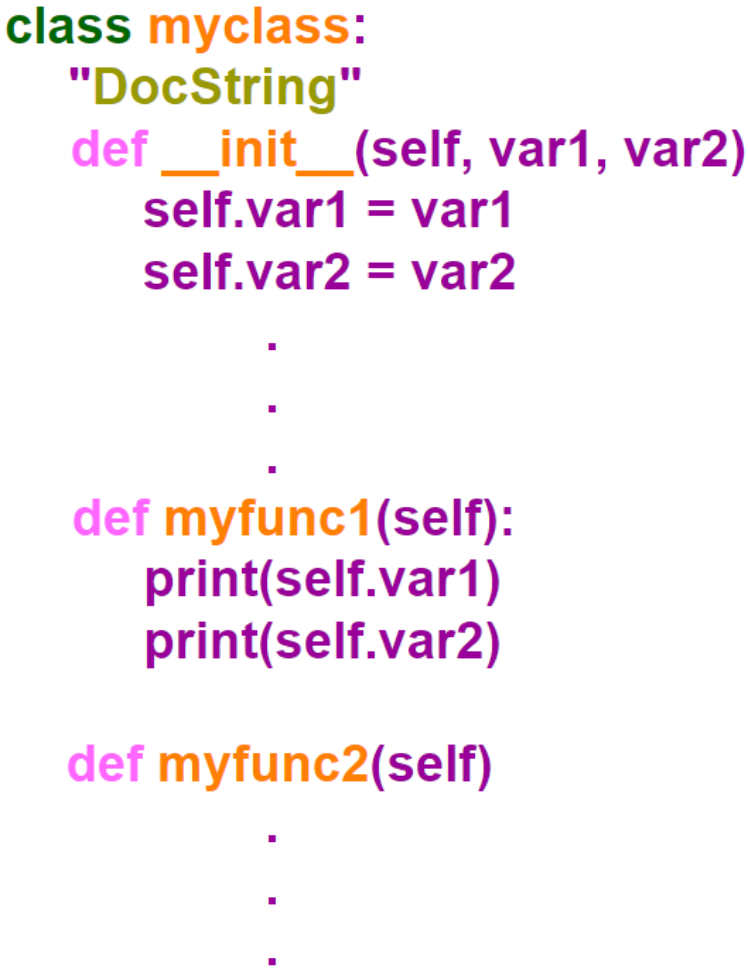 class myclass:
"DocString"
def __init__(self, var1, var2)
self.var1 = var1
self.var2 = var2
.
.
.
def myfunc1(self):
print(self.var1)
print(self.var2)
def myfunc2(self)
.
.
.